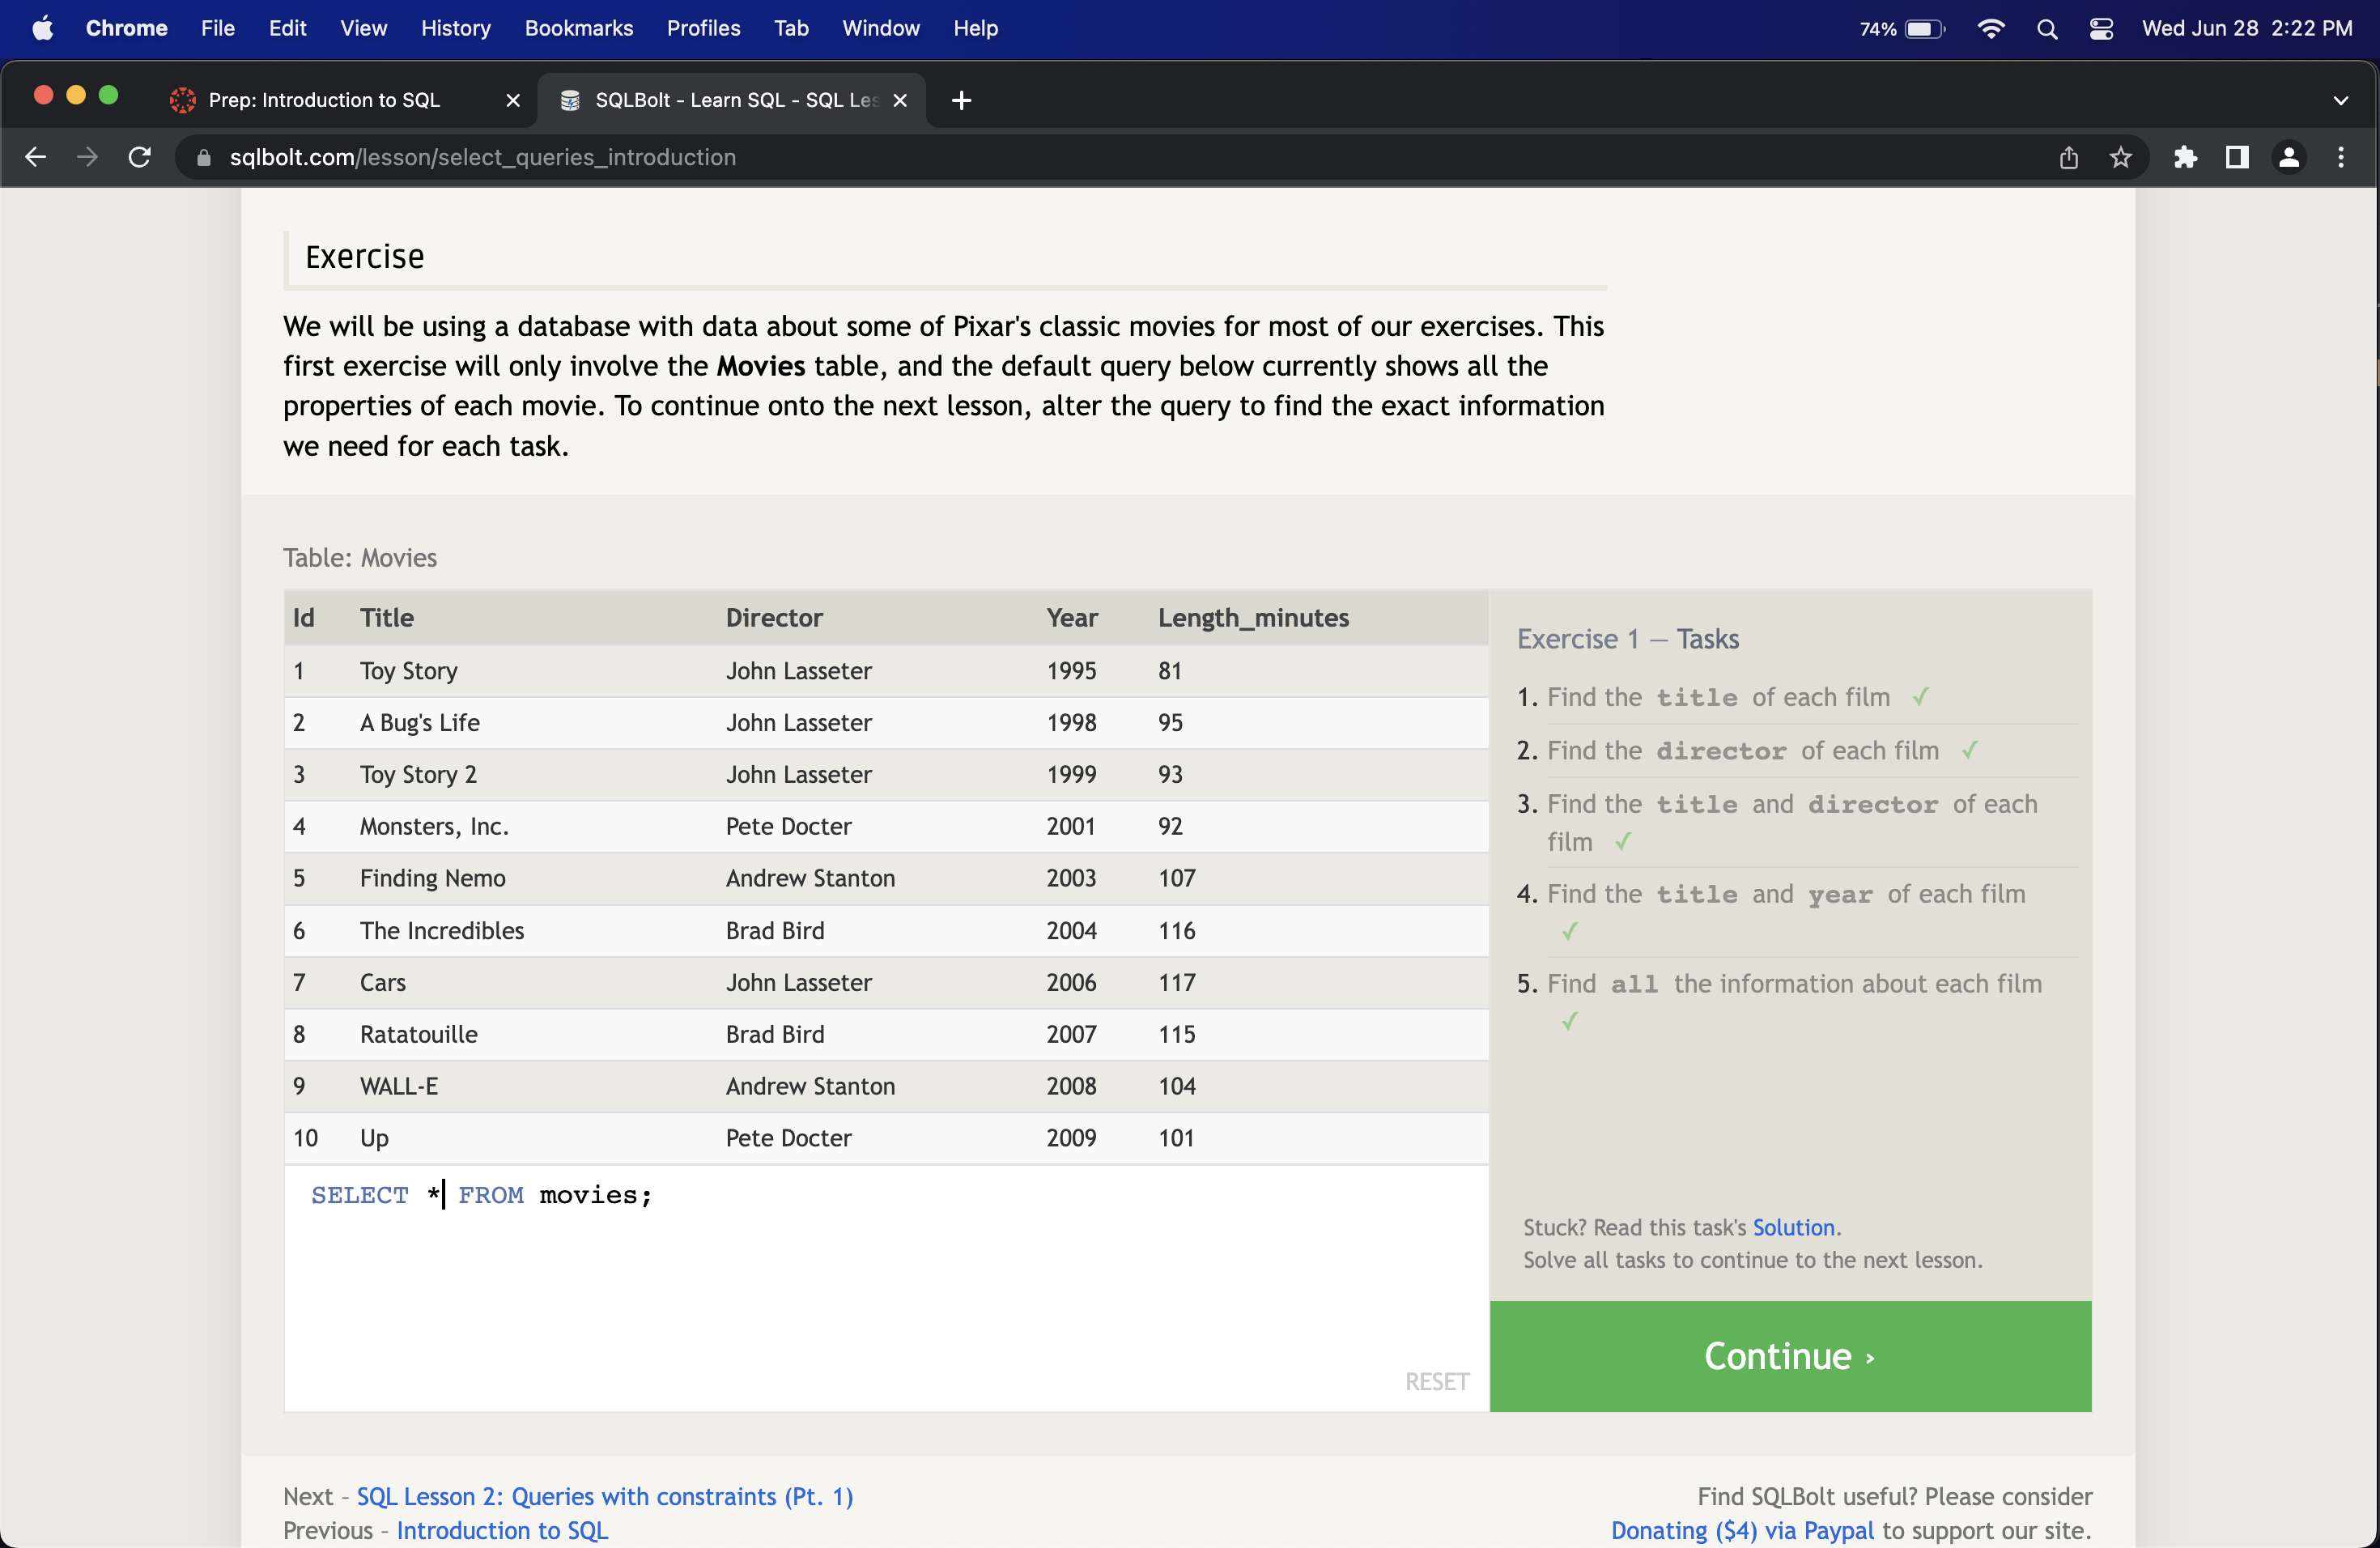 Chrome File Edit View History Bookmarks Profiles Tab Window Help 74% Wed Jun 28 2:22 PM
Prep: Introduction to SQL SQLBolt - Learn SQL - SQL Les
sqlbolt.com/lesson/select_queries_introduction
Exercise
We will be using a database with data about some of Pixar's classic movies for most of our exercises. This
first exercise will only involve the Movies table, and the default query below currently shows all the
properties of each movie. To continue onto the next lesson, alter the query to find the exact information
we need for each task.
Table: Movies
Id Title Director Year Length_minutes
1 Toy Story John Lasseter 1995 81
2 A Bug's Life John Lasseter 1998 95
3 Toy Story 2 John Lasseter 1999 93
4 Monsters, Inc. Pete Docter 2001 92
5 Finding Nemo Andrew Stanton 2003 107
6 The Incredibles Brad Bird 2004 116
7 Cars John Lasseter 2006 117
8 Ratatouille Brad Bird 2007 115
9 WALL-E Andrew Stanton 2008 104
10 Up Pete Docter 2009 101
SELECT * FROM movies;
RESET
Exercise 1 — Tasks
1. Find the title of each film ✓
2. Find the director of each film ✓
3. Find the title and director of each
film ✓
4. Find the title and year of each film
✓
5. Find all the information about each film
✓
Stuck? Read this task's Solution.
Solve all tasks to continue to the next lesson.
Continue ›
Next – SQL Lesson 2: Queries with constraints (Pt. 1)
Previous – Introduction to SQL
Find SQLBolt useful? Please consider
Donating ($4) via Paypal to support our site.